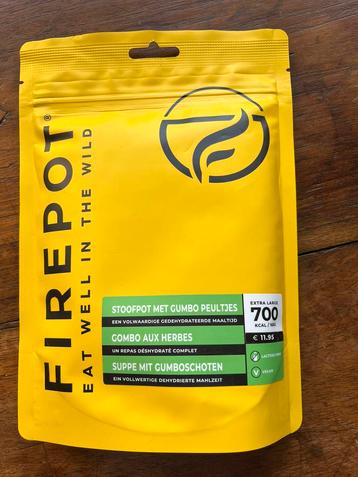 FIREPOT®
EAT WELL IN THE WILD
STOOFPOT MET GUMBO PEULTJES
EEN VOLWAARDIGE GEDEHYDRATEERDE MAALTIJD
GOMBO AUX HERBES
UN REPAS DÉSHYDRATÉ COMPLET
SUPPE MIT GUMBOSCHOTEN
EIN VOLLWERTIGE DEHYDRIERTE MAHLZEIT
EXTRA LARGE
700
KCAL /
€ 11.95
VEGAN